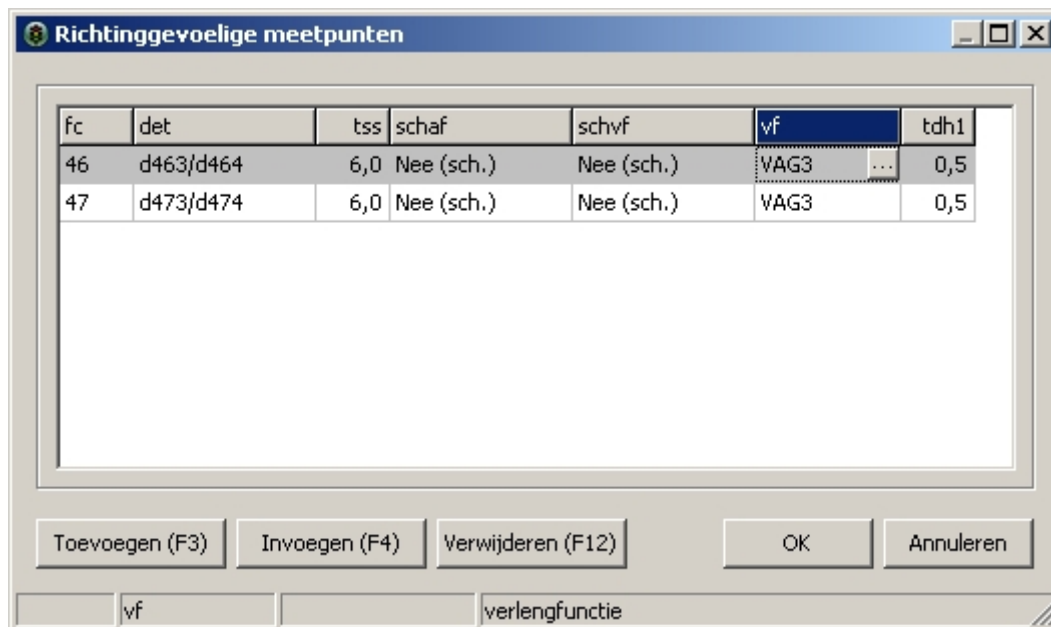 Richtinggevoelige meetpunten
fc det tss schaf schvf vf tdh1
46 d463/d464 6,0 Nee (sch.) Nee (sch.) VAG3 ... 0,5
47 d473/d474 6,0 Nee (sch.) Nee (sch.) VAG3 0,5
Toevoegen (F3) Invoegen (F4) Verwijderen (F12) OK Annuleren
vf verlengfunctie